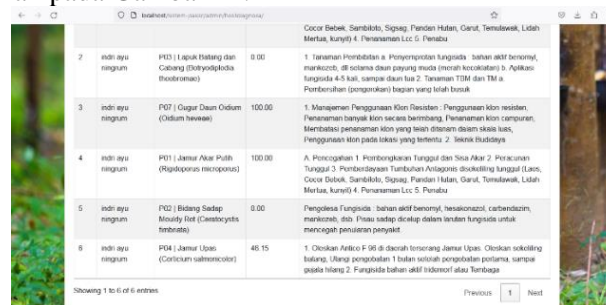 localhost/sistem-pakar/admin/hasildiagnosa/
Cocor Bebek, Sambiloto, Sigsag, Pandan Hutan, Garut, Temulawak, Lidah
Mertua, kunyit) 4. Penanaman Lcc 5. Penabu
2 indri ayu ningrum P03 | Lapuk Batang dan Cabang (Botryodiplodia theobromae) 0.00 1. Tanaman Pembibitan a. Penyemprotan fungisida : bahan aktif benomyl,
mankozeb, dll selama daun payung muda (merah kecoklatan) b. Aplikasi
fungisida 4-5 kali, sampai daun tua 2. Tanaman TBM dan TM a.
Pembersihan (pengorekan) bagian yang telah busuk
3 indri ayu ningrum P07 | Gugur Daun Oidium (Oidium heveae) 100.00 1. Manajemen Penggunaan Klon Resisten : Penggunaan klon resisten,
Penanaman banyak klon secara berimbang, Penanaman klon campuran,
Membatasi penanaman klon yang telah ditanam dalam skala luas,
Penggunaan klon pada lokasi yang tertentu 2. Teknik Budidaya
4 indri ayu ningrum P01 | Jamur Akar Putih (Rigidoporus microporus) 100.00 A. Pencegahan 1. Pembongkaran Tunggul dan Sisa Akar 2. Peracunan
Tunggul 3. Pemberdayaan Tumbuhan Antagonis disekeliling tunggul (Laos,
Cocor Bebek, Sambiloto, Sigsag, Pandan Hutan, Garut, Temulawak, Lidah
Mertua, kunyit) 4. Penanaman Lcc 5. Penabu
5 indri ayu ningrum P02 | Bidang Sadap Mouldy Rot (Ceratocystis fimbriata) 0.00 Pengolesa Fungisida : bahan aktif benomyl, hesakonazol, carbendazim,
mankozeb, dsb. Pisau sadap dicelup dalam larutan fungisida untuk
mencegah penularan penyakit.
6 indri ayu ningrum P04 | Jamur Upas (Corticium salmonicolor) 46.15 1. Oleskan Antico F 96 di daerah terserang Jamur Upas. Oleskan sekeliling
batang, Ulangi pengobatan 1 bulan setelah pengobatan pertama, sampai
gejala hilang 2. Fungisida bahan aktif tridemorf atau Tembaga
Showing 1 to 6 of 6 entries Previous 1 Next